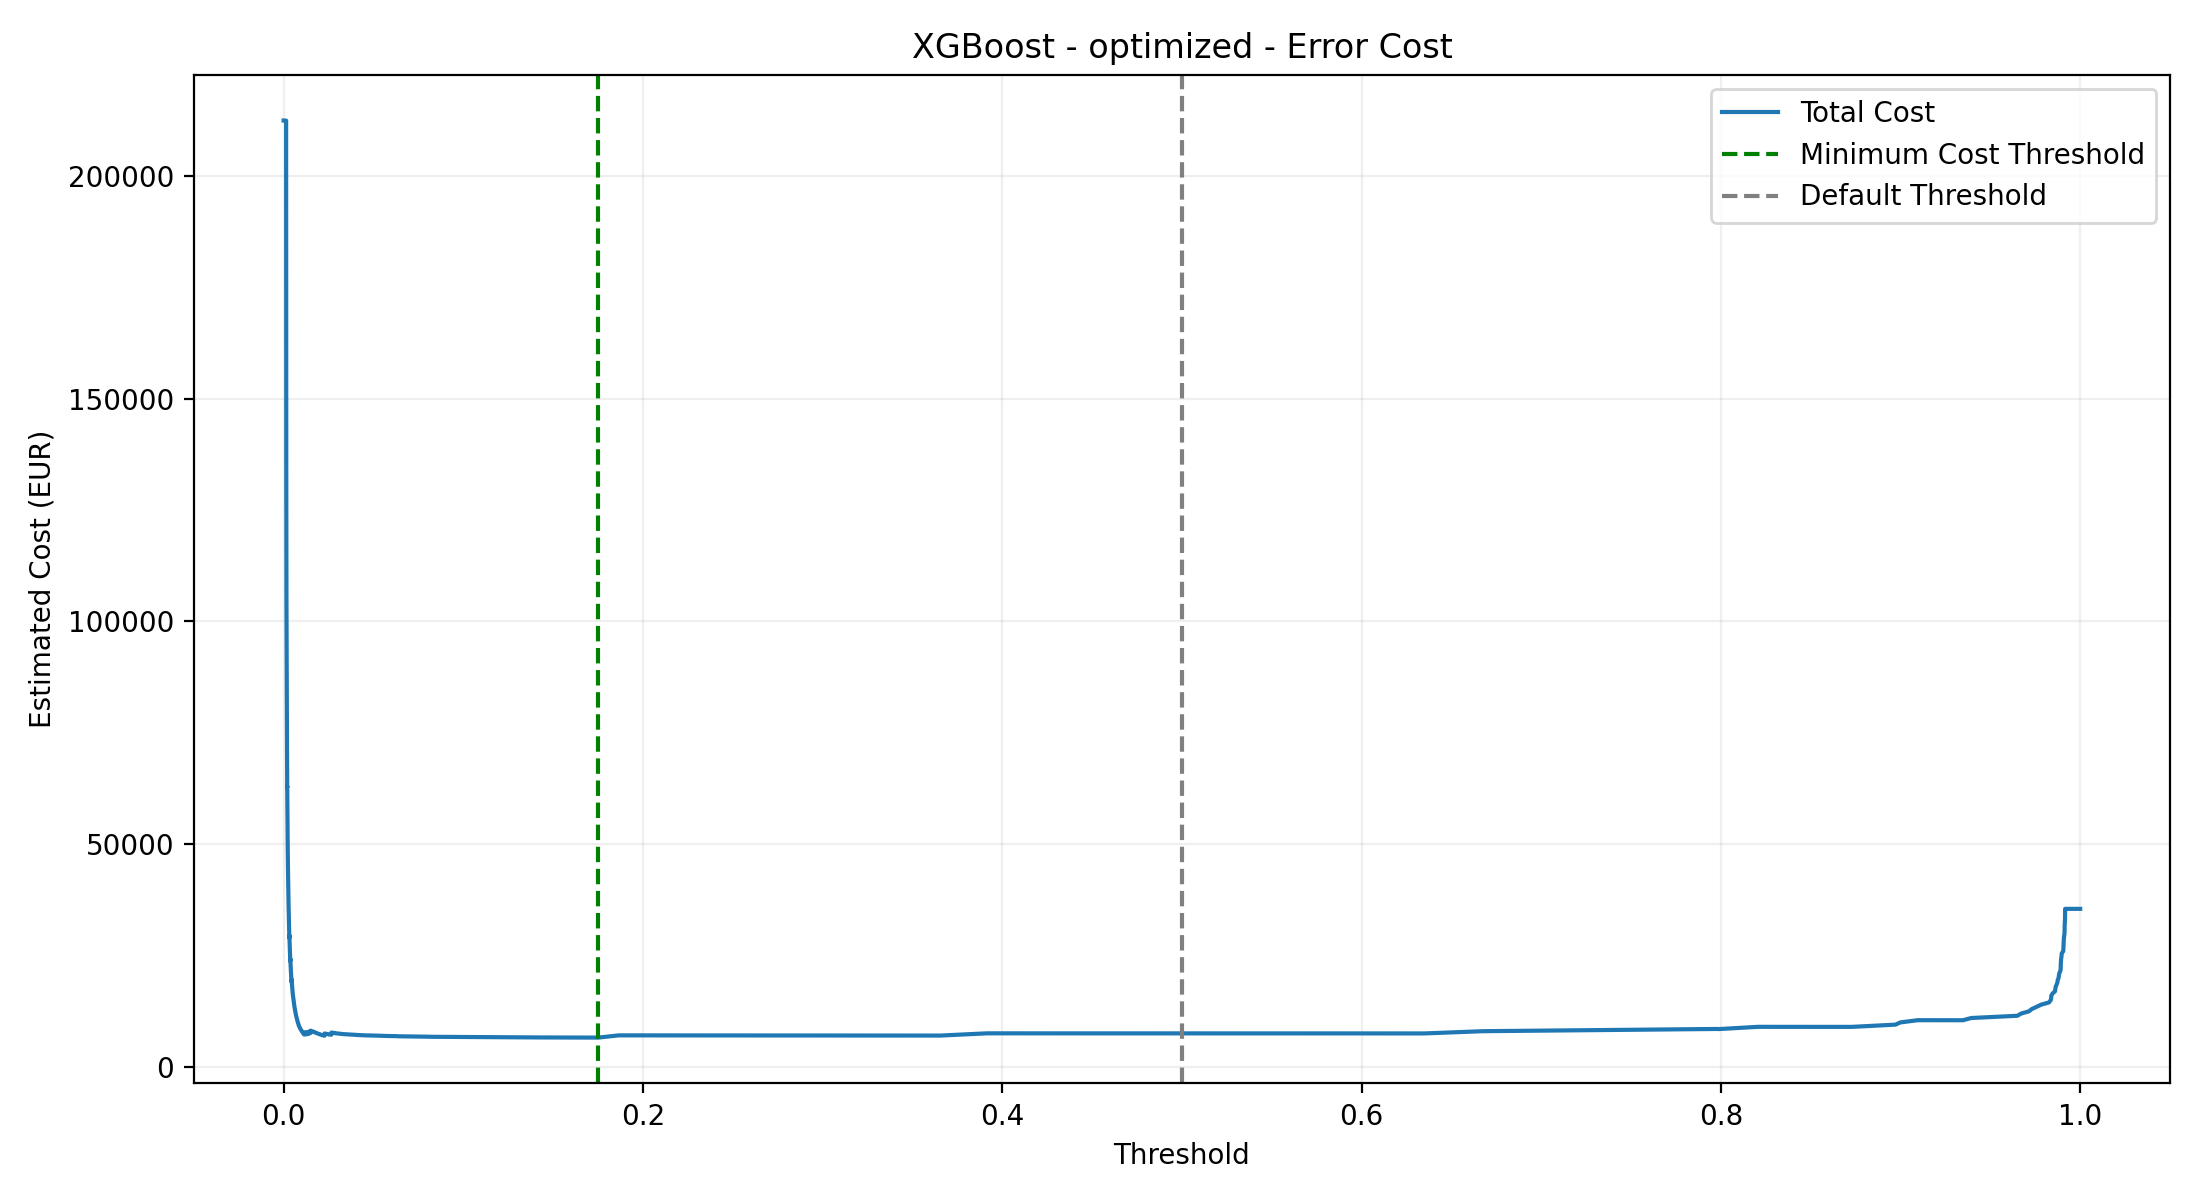 XGBoost - optimized - Error Cost
Total Cost
Minimum Cost Threshold
Default Threshold
Estimated Cost (EUR)
200000
150000
100000
50000
0
0.0 0.2 0.4 0.6 0.8 1.0
Threshold